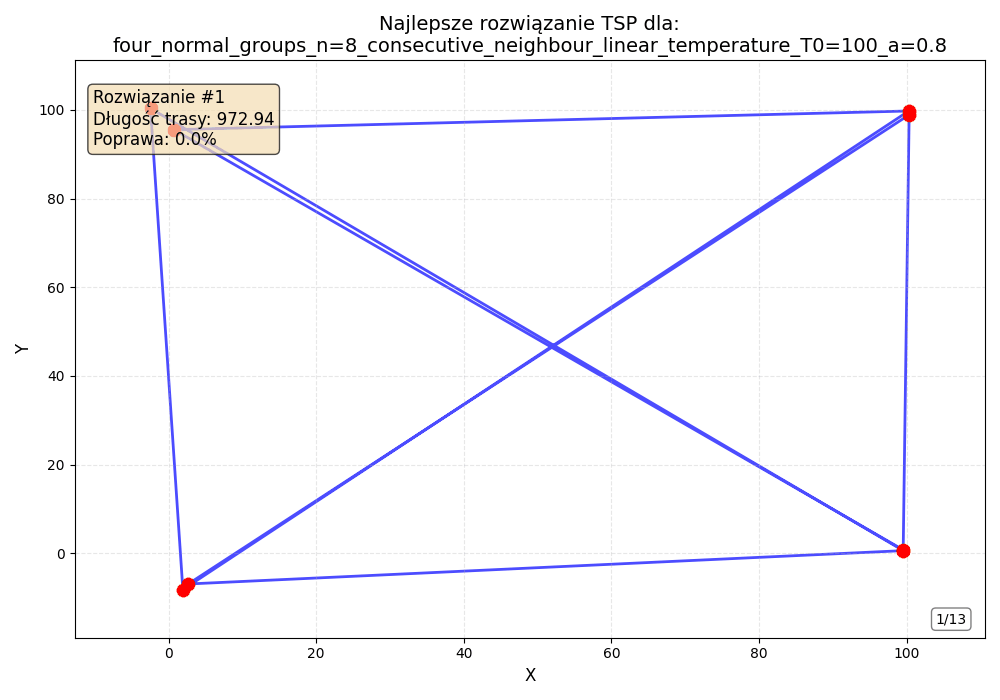 Najlepsze rozwiązanie TSP dla:
four_normal_groups_n=8_consecutive_neighbour_linear_temperature_T0=100_a=0.8
Rozwiązanie #1
Długość trasy: 972.94
Poprawa: 0.0%
100
80
60
40
20
0
Y
0 20 40 60 80 100
X
1/13